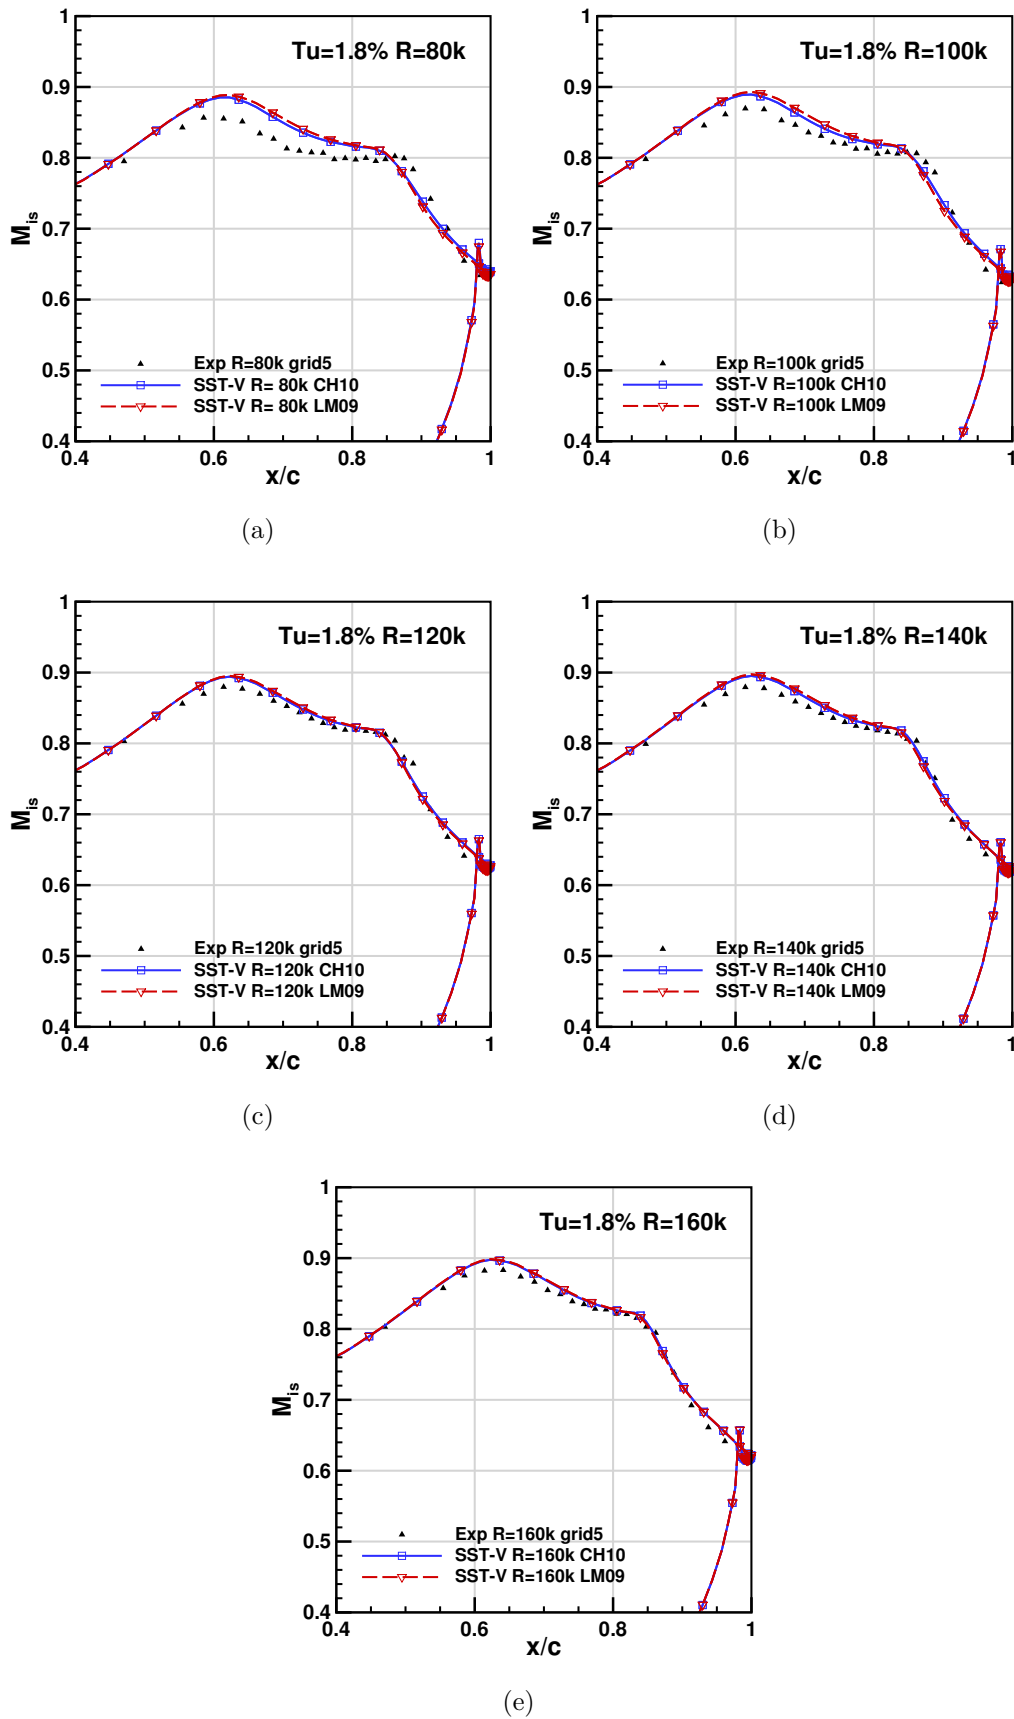 1
Tu=1.8% R=80k
0.9
0.8
M_is
0.7
0.6
Exp R=80k grid5
SST-V R= 80k CH10
0.5
SST-V R= 80k LM09
0.4
0.4 0.6 0.8 1
x/c
(a)
1
Tu=1.8% R=100k
0.9
0.8
M_is
0.7
0.6
Exp R=100k grid5
SST-V R=100k CH10
0.5
SST-V R=100k LM09
0.4
0.4 0.6 0.8 1
x/c
(b)
1
Tu=1.8% R=120k
0.9
0.8
M_is
0.7
0.6
Exp R=120k grid5
SST-V R=120k CH10
0.5
SST-V R=120k LM09
0.4
0.4 0.6 0.8 1
x/c
(c)
1
Tu=1.8% R=140k
0.9
0.8
M_is
0.7
0.6
Exp R=140k grid5
SST-V R=140k CH10
0.5
SST-V R=140k LM09
0.4
0.4 0.6 0.8 1
x/c
(d)
1
Tu=1.8% R=160k
0.9
0.8
M_is
0.7
0.6
Exp R=160k grid5
SST-V R=160k CH10
0.5
SST-V R=160k LM09
0.4
0.4 0.6 0.8 1
x/c
(e)